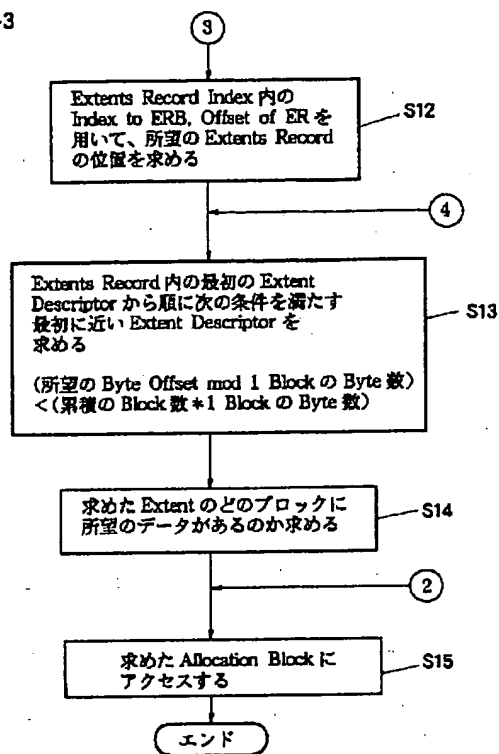 -3
3
Extents Record Index 内の
Index to ERB, Offset of ER を
用いて、所望の Extents Record
の位置を求める
S12
4
Extents Record 内の最初の Extent
Descriptor から順に次の条件を満たす
最初に近い Extent Descriptor を
求める
(所望の Byte Offset mod 1 Block の Byte 数)
<(累積の Block 数*1 Block の Byte 数)
S13
求めた Extent のどのブロックに
所望のデータがあるのか求める
S14
2
求めた Allocation Block に
アクセスする
S15
エンド